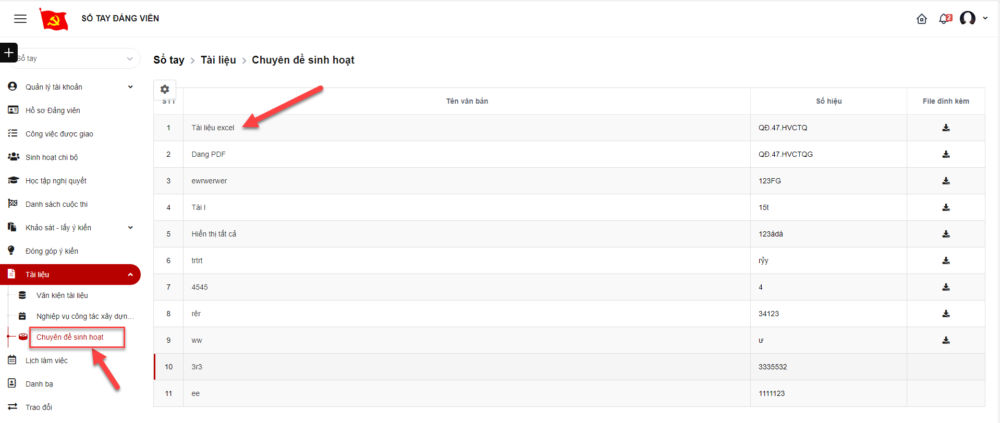 SỔ TAY ĐẢNG VIÊN
2
Sổ tay
Quản lý tài khoản
Hồ sơ Đảng viên
Công việc được giao
Sinh hoạt chi bộ
Học tập nghị quyết
Danh sách cuộc thi
Khảo sát - lấy ý kiến
Đóng góp ý kiến
Tài liệu
Văn kiện tài liệu
Nghiệp vụ công tác xây dựn...
Chuyên đề sinh hoạt
Lịch làm việc
Danh bạ
Trao đổi
Sổ tay > Tài liệu > Chuyên đề sinh hoạt
STT Tên văn bản Số hiệu File đính kèm
1 Tài liệu excel QĐ.47.HVCTQ
2 Dang PDF QĐ.47.HVCTQG
3 ewrwerwer 123FG
4 Tài l 15t
5 Hiển thị tất cả 123ádá
6 trtrt rỷy
7 4545 4
8 rêr 34123
9 ww ư
10 3r3 3335532
11 ee 1111123